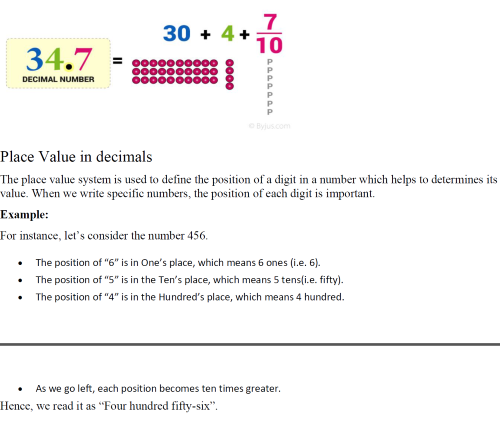 30 + 4 + 7/10
34.7 =
DECIMAL NUMBER
P
P
P
P
P
P
P
© Byjus.com
Place Value in decimals
The place value system is used to define the position of a digit in a number which helps to determines its
value. When we write specific numbers, the position of each digit is important.
Example:
For instance, let’s consider the number 456.
• The position of “6” is in One’s place, which means 6 ones (i.e. 6).
• The position of “5” is in the Ten’s place, which means 5 tens(i.e. fifty).
• The position of “4” is in the Hundred’s place, which means 4 hundred.
• As we go left, each position becomes ten times greater.
Hence, we read it as “Four hundred fifty-six”.